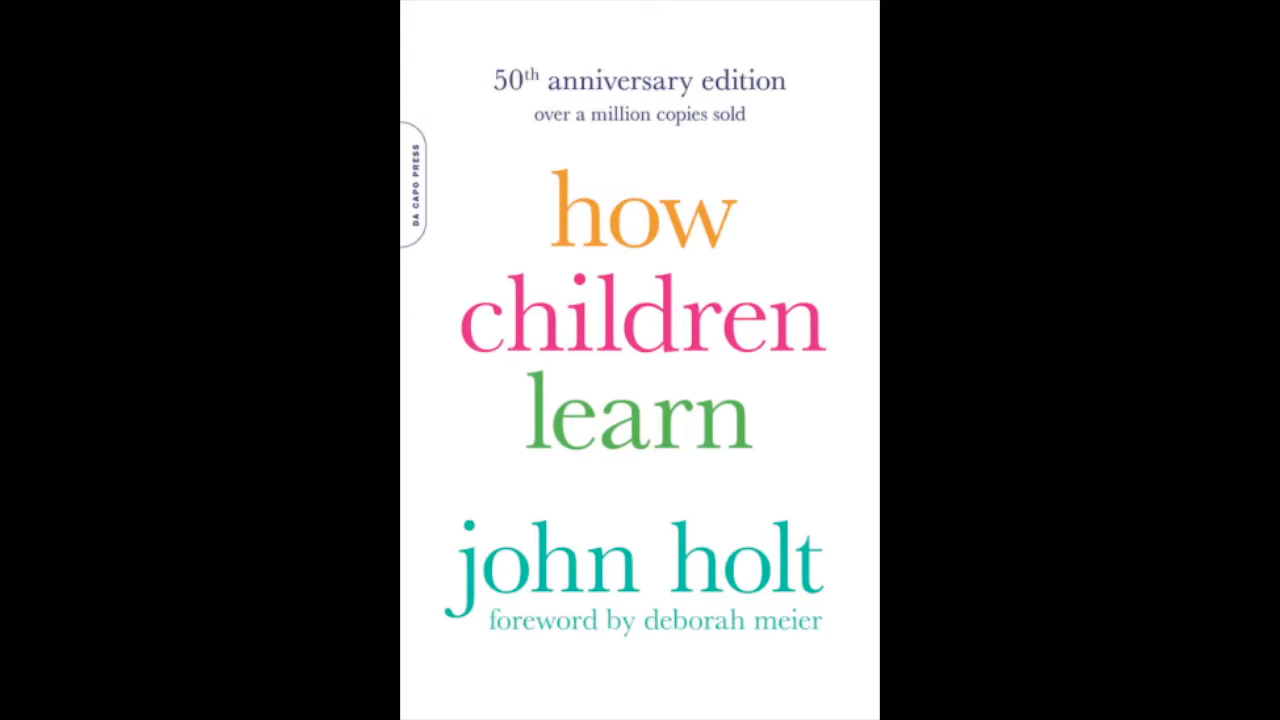 50th anniversary edition
over a million copies sold
DA CAPO PRESS
how
children
learn
john holt
foreword by deborah meier